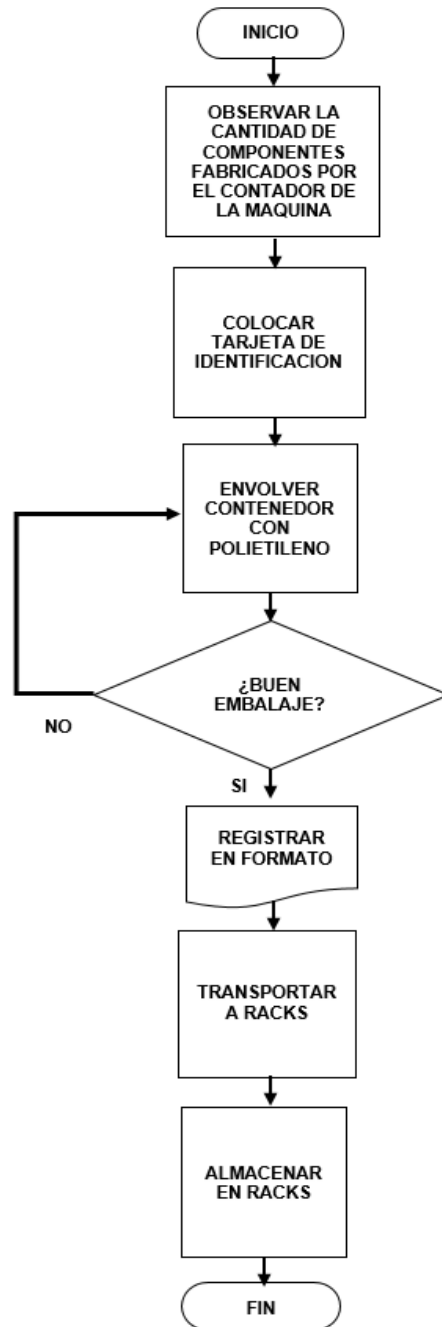 INICIO
OBSERVAR LA
CANTIDAD DE
COMPONENTES
FABRICADOS POR
EL CONTADOR DE
LA MAQUINA
COLOCAR
TARJETA DE
IDENTIFICACION
ENVOLVER
CONTENEDOR
CON
POLIETILENO
¿BUEN
EMBALAJE?
NO
SI
REGISTRAR
EN FORMATO
TRANSPORTAR
A RACKS
ALMACENAR
EN RACKS
FIN